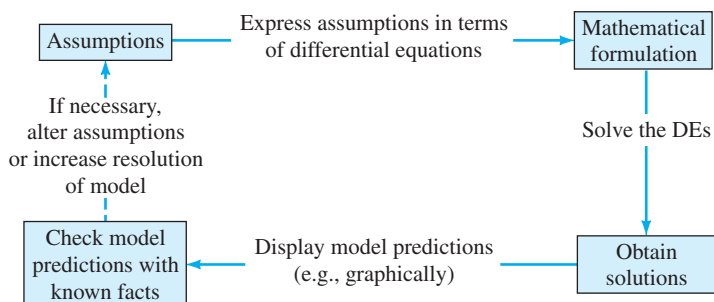 Assumptions
Express assumptions in terms
of differential equations
Mathematical
formulation
If necessary,
alter assumptions
or increase resolution
of model
Solve the DEs
Check model
predictions with
known facts
Display model predictions
(e.g., graphically)
Obtain
solutions